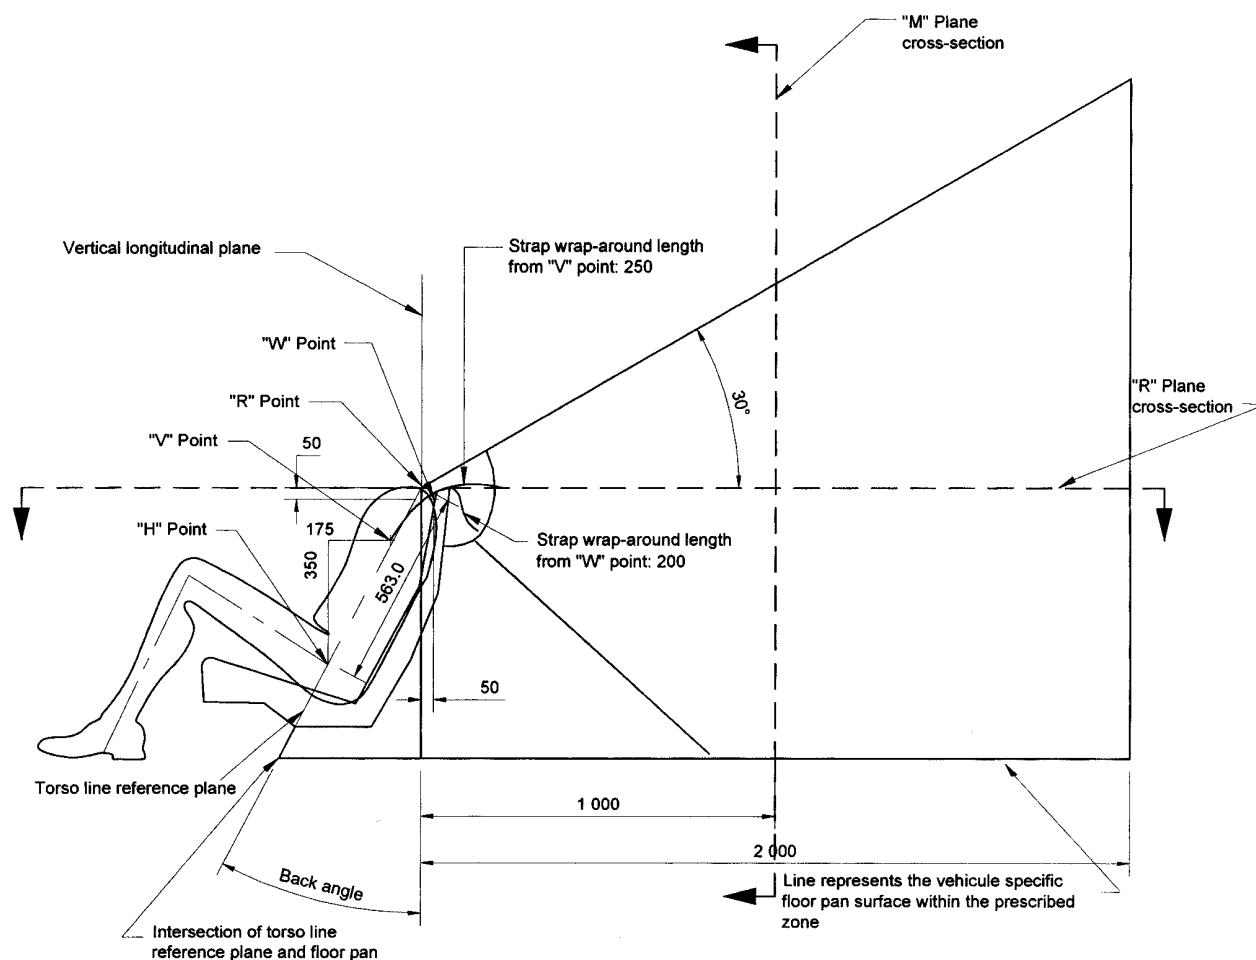 "M" Plane
cross-section
Vertical longitudinal plane
Strap wrap-around length
from "V" point: 250
"W" Point
"R" Point
"V" Point
50
30°
"R" Plane
cross-section
"H" Point
175
350
563.0
Strap wrap-around length
from "W" point: 200
50
Torso line reference plane
1 000
2 000
Back angle
Line represents the vehicule specific
floor pan surface within the prescribed
zone
Intersection of torso line
reference plane and floor pan